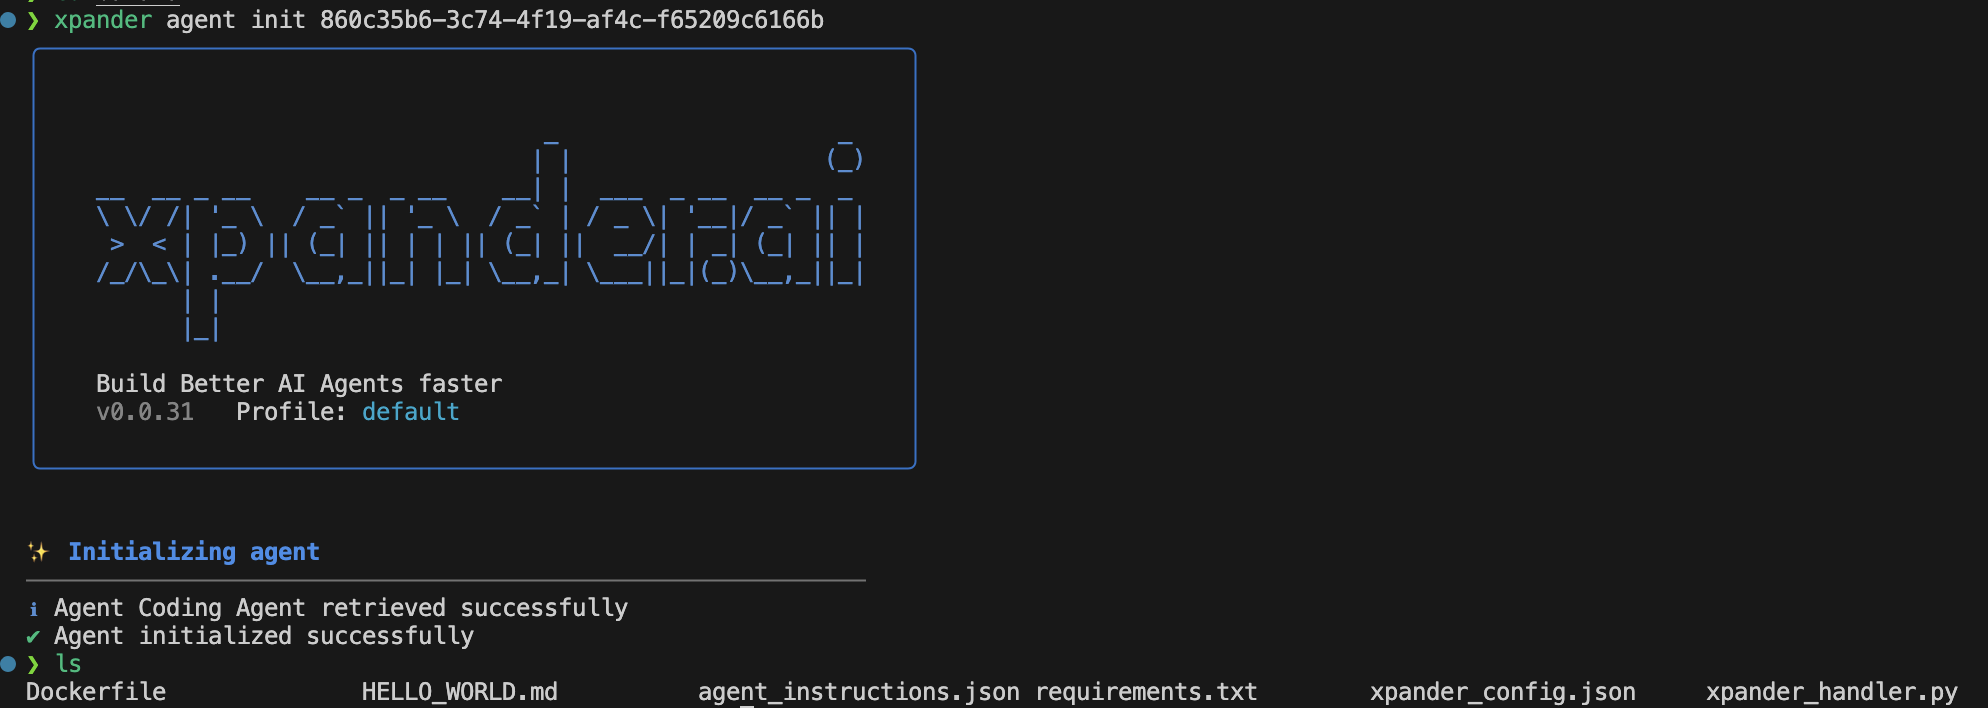 ❯ xpander agent init 860c35b6-3c74-4f19-af4c-f65209c6166b
xpander.ai
Build Better AI Agents faster
v0.0.31 Profile: default
✨ Initializing agent
ℹ Agent Coding Agent retrieved successfully
✔ Agent initialized successfully
❯ ls
Dockerfile HELLO_WORLD.md agent_instructions.json requirements.txt xpander_config.json xpander_handler.py